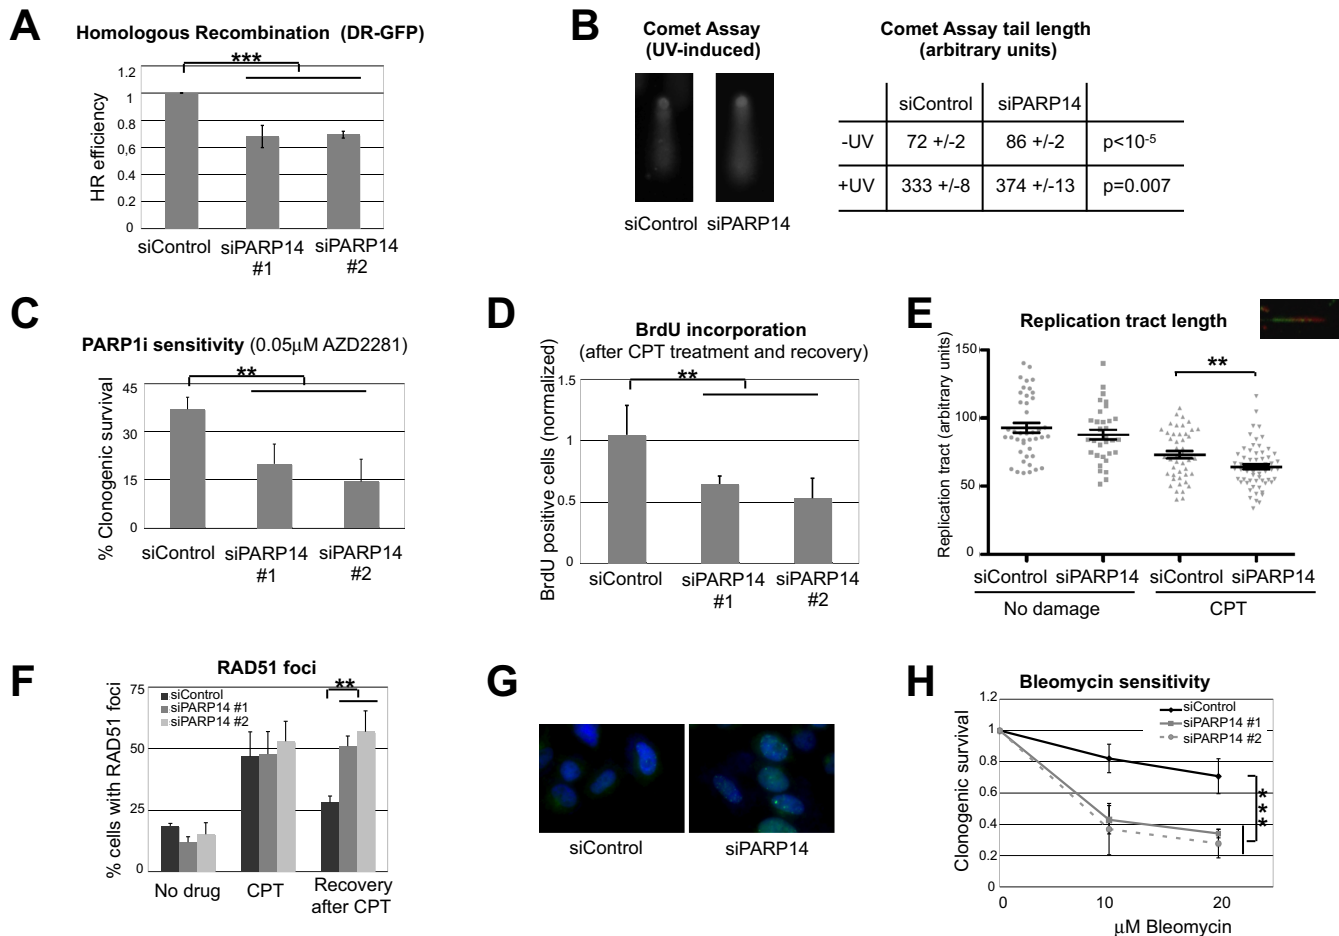 A
Homologous Recombination (DR-GFP)
***
1.2
1
0.8
0,6
0,4
0.2
0
HR efficiency
siControl siPARP14 siPARP14
#1 #2
B
Comet Assay
(UV-induced)
siControl siPARP14
Comet Assay tail length
(arbitrary units)
siControl siPARP14
-UV 72 +/-2 86 +/-2 p<10-5
+UV 333 +/-8 374 +/-13 p=0.007
C
PARP1i sensitivity (0.05μM AZD2281)
**
45
30
15
0
% Clonogenic survival
siControl siPARP14 siPARP14
#1 #2
D
BrdU incorporation
(after CPT treatment and recovery)
**
1.5
1
0.5
0
BrdU positive cells (normalized)
siControl siPARP14 siPARP14
#1 #2
E
Replication tract length
**
150
100
50
0
Replication tract (arbitrary units)
siControl siPARP14 siControl siPARP14
No damage CPT
F
RAD51 foci
**
siControl
siPARP14 #1
siPARP14 #2
75
50
25
0
% cells with RAD51 foci
No drug CPT Recovery
after CPT
G
siControl siPARP14
H
Bleomycin sensitivity
siControl
siPARP14 #1
siPARP14 #2
1.2
1
0.8
0.6
0.4
0.2
0
Clonogenic survival
***
0 10 20
μM Bleomycin